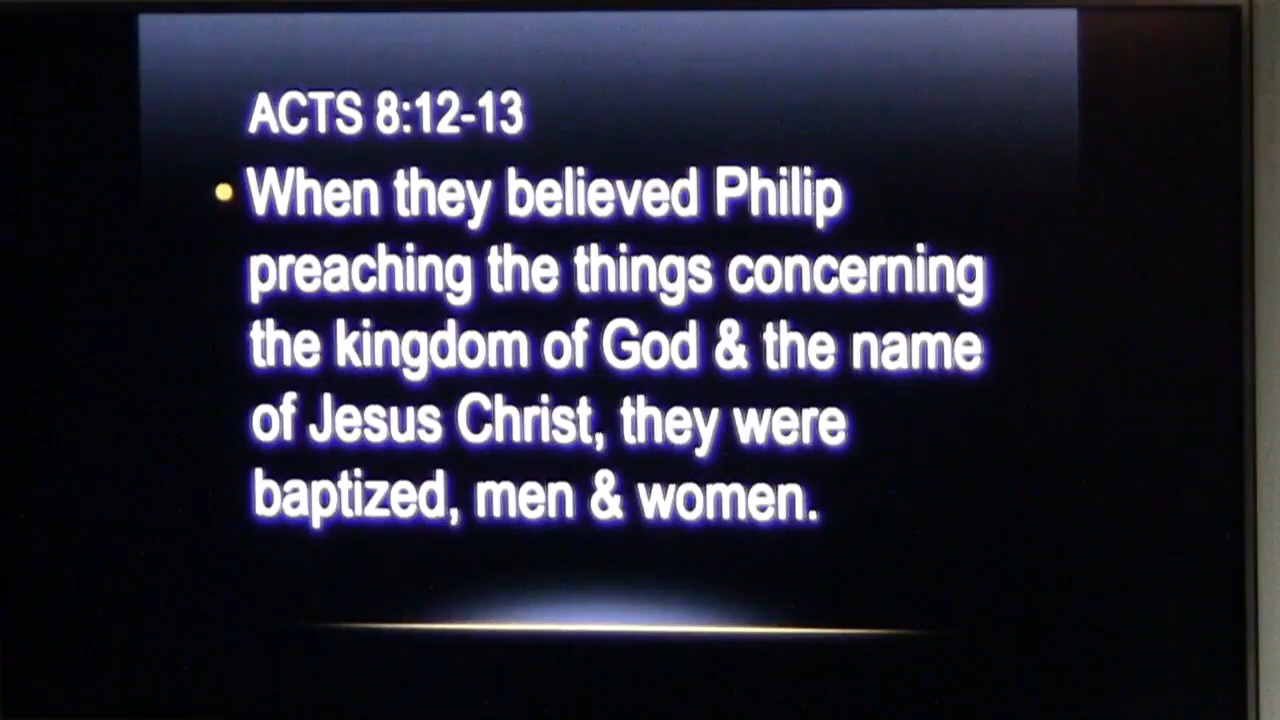 ACTS 8:12-13
• When they believed Philip
preaching the things concerning
the kingdom of God & the name
of Jesus Christ, they were
baptized, men & women.